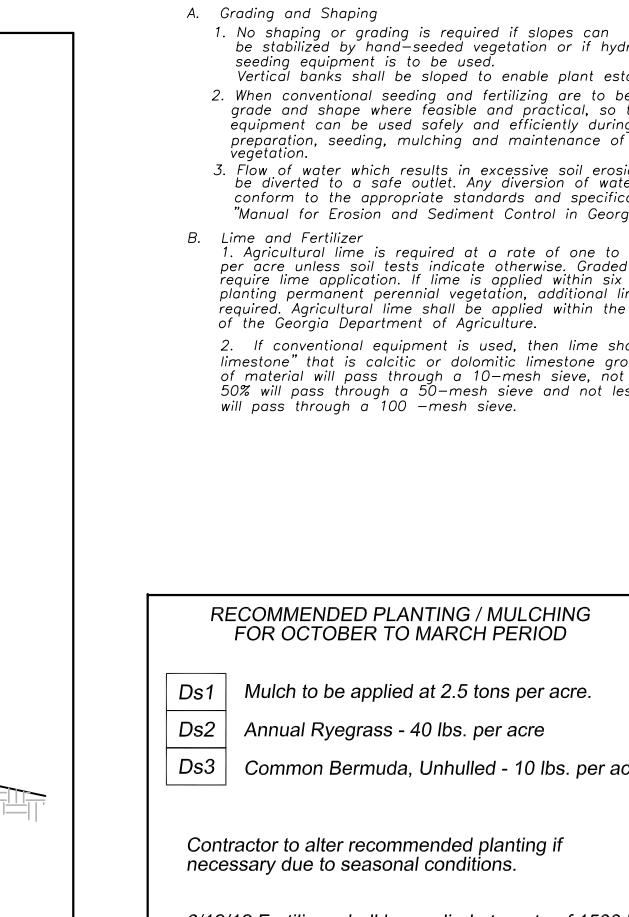 A. Grading and Shaping
1. No shaping or grading is required if slopes can
be stabilized by hand-seeded vegetation or if
seeding equipment is to be used.
Vertical banks shall be sloped to enable plant
2. When conventional seeding and fertilizing are to be
grade and shape where feasible and practical, so
equipment can be used safely and efficiently
preparation, seeding, mulching and maintenance of
vegetation.
3. Flow of water which results in excessive soil
be diverted to a safe outlet. Any diversion of
conform to the appropriate standards and
"Manual for Erosion and Sediment Control in
B. Lime and Fertilizer
1. Agricultural lime is required at a rate of one to
per acre unless soil tests indicate otherwise. Graded
require lime application. If lime is applied within six
planting permanent perennial vegetation, additional
required. Agricultural lime shall be applied within the
of the Georgia Department of Agriculture.
2. If conventional equipment is used, then lime
limestone" that is calcitic or dolomitic limestone
of material will pass through a 10-mesh sieve, not
50% will pass through a 50-mesh sieve and not
will pass through a 100 -mesh sieve.
RECOMMENDED PLANTING / MULCHING
FOR OCTOBER TO MARCH PERIOD
Ds1 Mulch to be applied at 2.5 tons per acre.
Ds2 Annual Ryegrass - 40 lbs. per acre
Ds3 Common Bermuda, Unhulled - 10 lbs. per
Contractor to alter recommended planting if
necessary due to seasonal conditions.